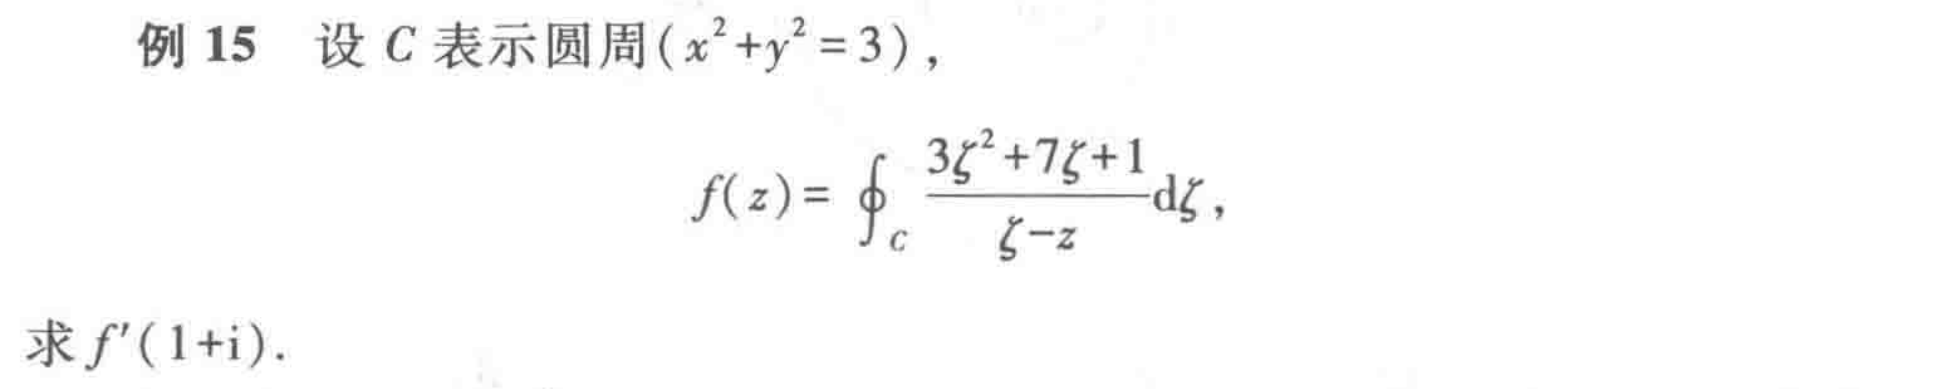 例 15 设 C 表示圆周(x²+y²=3),
f(z)= ∮_C (3ζ²+7ζ+1)/(ζ-z) dζ,
求 f′(1+i).